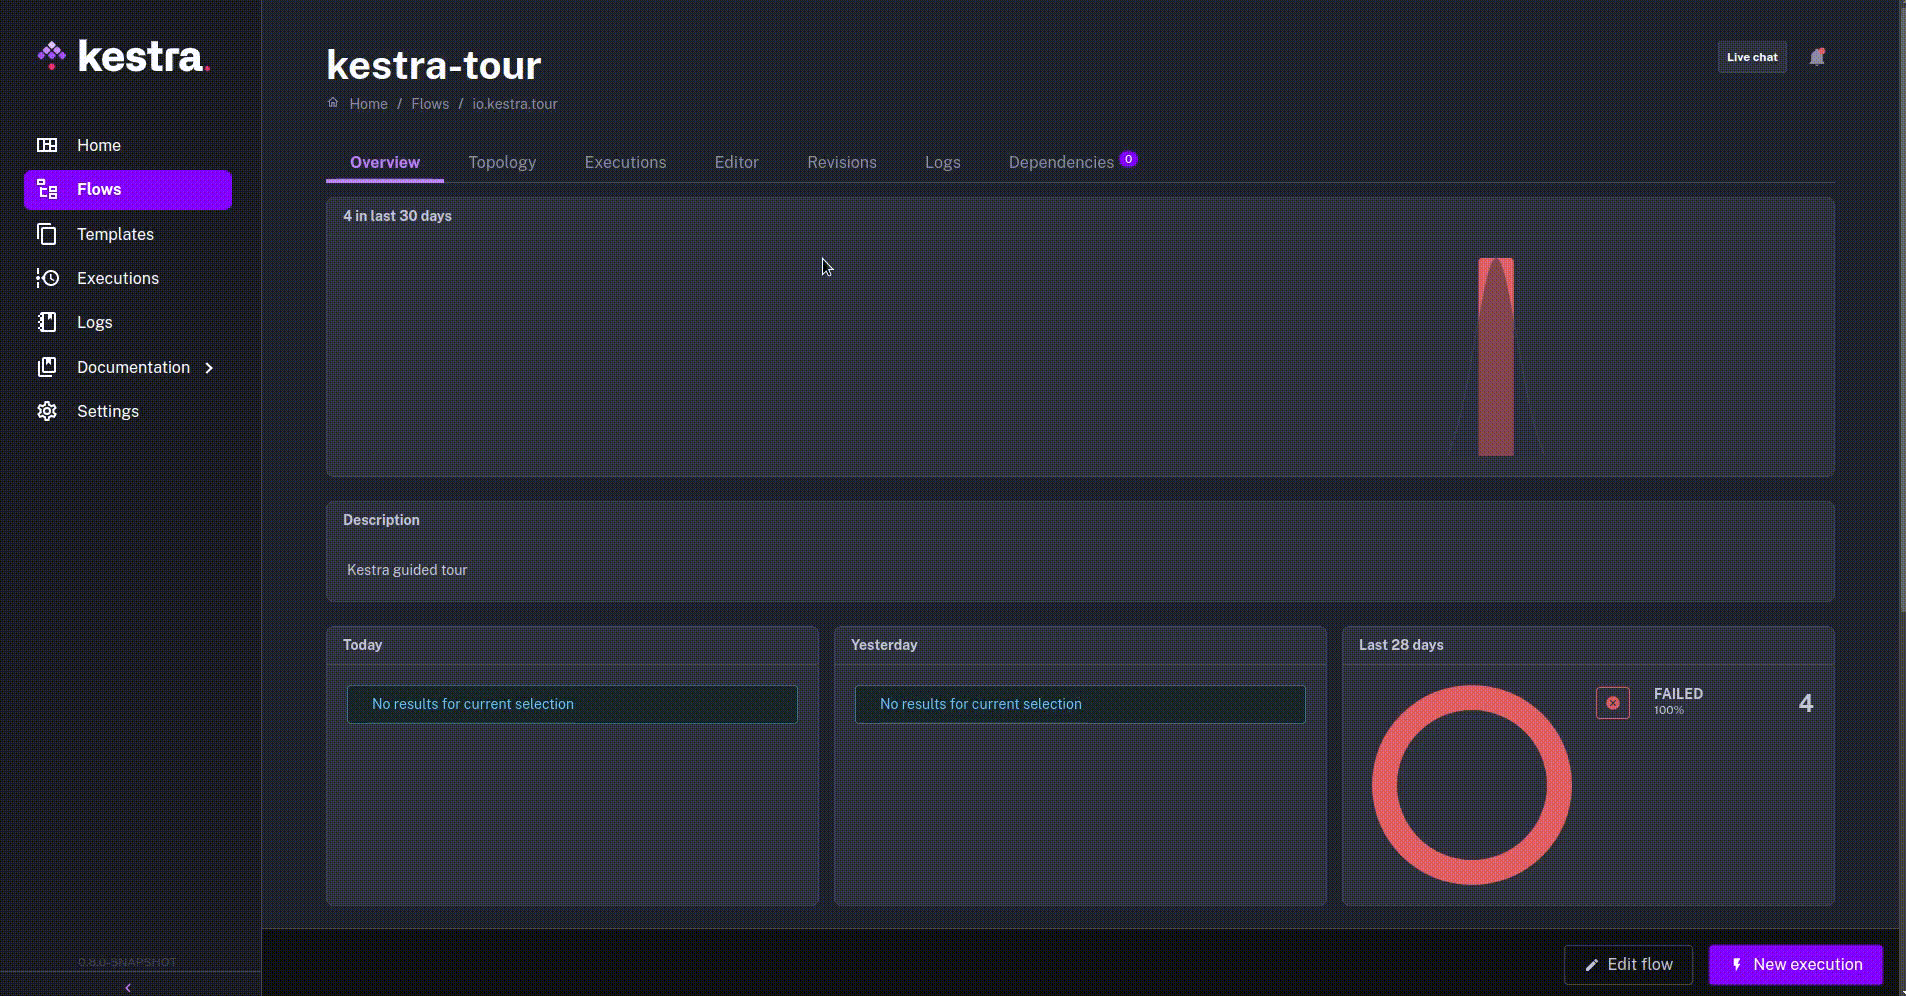 kestra.
Home
Flows
Templates
Executions
Logs
Documentation
Settings
0.8.0-SNAPSHOT
kestra-tour
Home / Flows / io.kestra.tour
Live chat
Overview Topology Executions Editor Revisions Logs Dependencies 0
4 in last 30 days
Description
Kestra guided tour
Today
No results for current selection
Yesterday
No results for current selection
Last 28 days
FAILED
100%
4
Edit flow
New execution